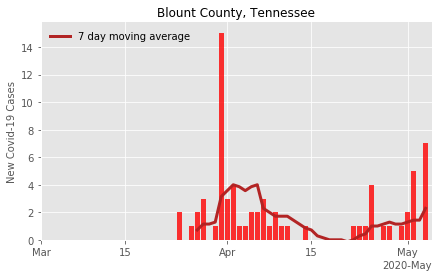 Blount County, Tennessee
7 day moving average
New Covid-19 Cases
14
12
10
8
6
4
2
0
Mar 15 Apr 15 May
2020-May